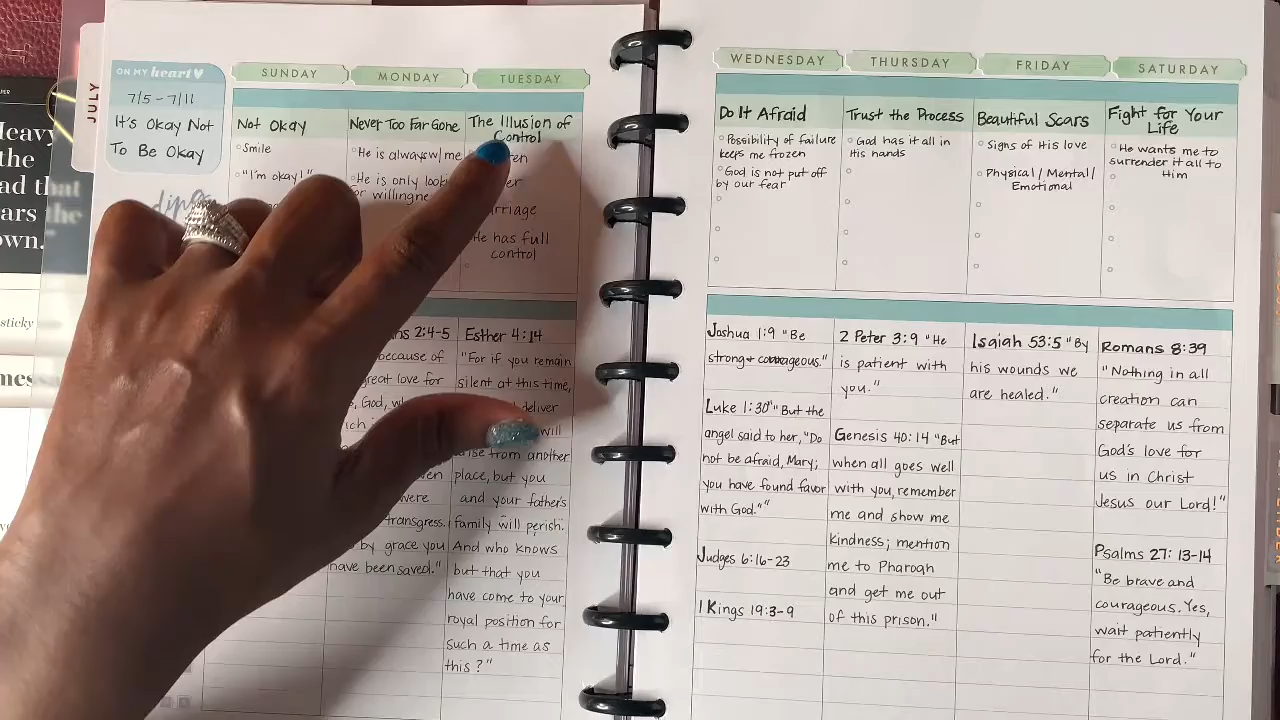 JULY
ON MY heart
7/5 - 7/11
It's Okay Not
To Be Okay
SUNDAY
Not Okay
Smile
"I'm okay!"
MONDAY
Never Too Far Gone
He is always w/ me
He is only
for
TUESDAY
The Illusion of
Control
He has full
control
WEDNESDAY
Do It Afraid
Possibility of failure
keeps me frozen
God is not put off
by our fear
THURSDAY
Trust the Process
God has it all in
His hands
FRIDAY
Beautiful Scars
Signs of His love
Physical / Mental /
Emotional
SATURDAY
Fight for Your
Life
He wants me to
surrender it all to
Him
2:4-5
because of
great love for
God,
were
transgress.
by grace you
have been saved."
Esther 4:14
"For if you remain
silent at this time,
deliver
will
from another
place, but you
and your father's
family will perish.
And who knows
but that you
have come to your
royal position for
such a time as
this?"
Joshua 1:9 "Be
strong + courageous."
Luke 1:30 "But the
angel said to her, "Do
not be afraid, Mary;
you have found favor
with God.""
Judges 6:16-23
1 Kings 19:3-9
2 Peter 3:9 "He
is patient with
you."
Genesis 40:14 "But
when all goes well
with you, remember
me and show me
kindness; mention
me to Pharoah
and get me out
of this prison."
Isaiah 53:5 "By
his wounds we
are healed."
Romans 8:39
"Nothing in all
creation can
separate us from
God's love for
us in Christ
Jesus our Lord!"
Psalms 27:13-14
"Be brave and
courageous. Yes,
wait patiently
for the Lord."
Heavy
the
sticky